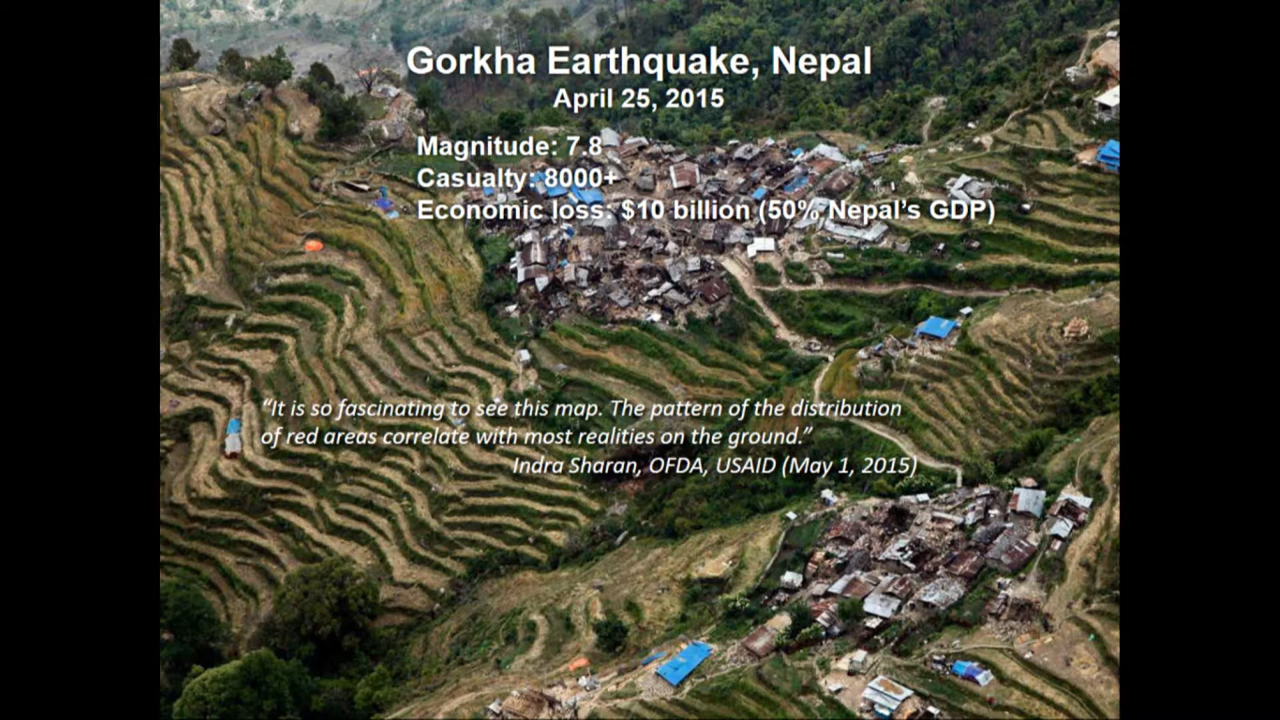 Gorkha Earthquake, Nepal
April 25, 2015
Magnitude: 7.8
Casualty: 8000+
Economic loss: $10 billion (50% Nepal’s GDP)
“It is so fascinating to see this map. The pattern of the distribution
of red areas correlate with most realities on the ground.”
Indra Sharan, OFDA, USAID (May 1, 2015)